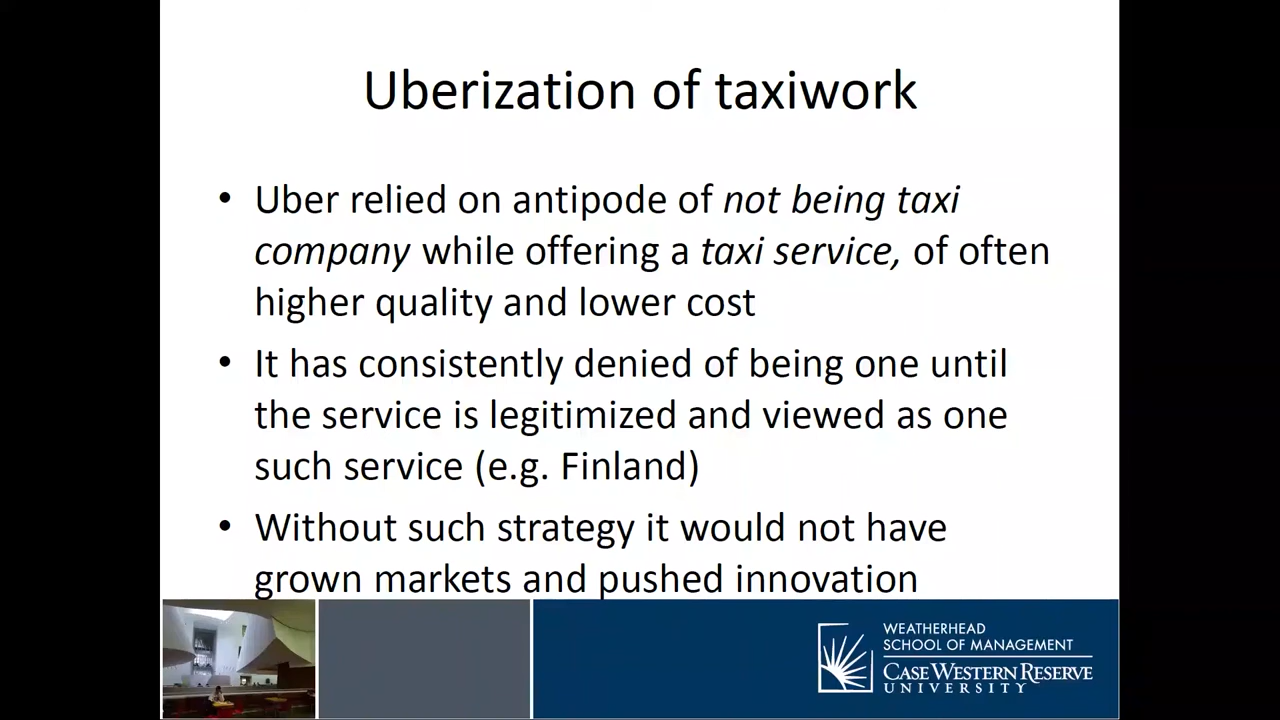 Uberization of taxiwork
• Uber relied on antipode of not being taxi
company while offering a taxi service, of often
higher quality and lower cost
• It has consistently denied of being one until
the service is legitimized and viewed as one
such service (e.g. Finland)
• Without such strategy it would not have
grown markets and pushed innovation
WEATHERHEAD
SCHOOL OF MANAGEMENT
CASE WESTERN RESERVE
UNIVERSITY